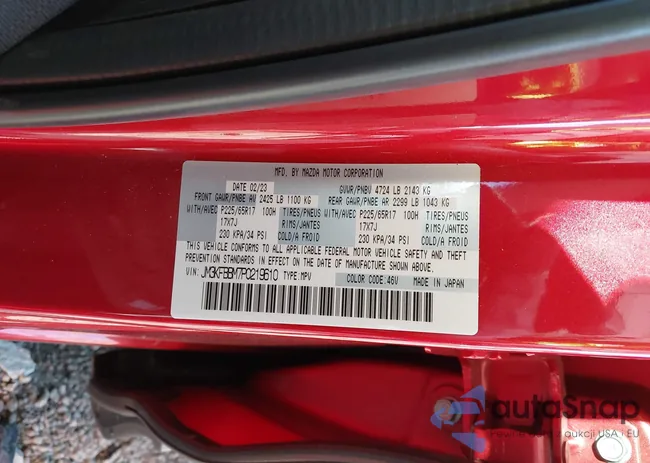 MFD. BY MAZDA MOTOR CORPORATION
DATE 02/23 GVWR/PNBV 4724 LB 2143 KG
FRONT GAWR/PNBE AV 2425 LB 1100 KG REAR GAWR/PNBE AR 2299 LB 1043 KG
WITH/AVEC P225/65R17 100H TIRES/PNEUS WITH/AVEC P225/65R17 100H TIRES/PNEUS
17X7J RIMS/JANTES 17X7J RIMS/JANTES
230 KPA/34 PSI COLD/A FROID 230 KPA/34 PSI COLD/A FROID
THIS VEHICLE CONFORMS TO ALL APPLICABLE FEDERAL MOTOR VEHICLE SAFETY AND THEFT
PREVENTION STANDARDS IN EFFECT ON THE DATE OF MANUFACTURE SHOWN ABOVE.
VIN: JM3KFBBM7P0219610 TYPE:MPV COLOR CODE:46V MADE IN JAPAN
autoSnap
aukcji USA i EU